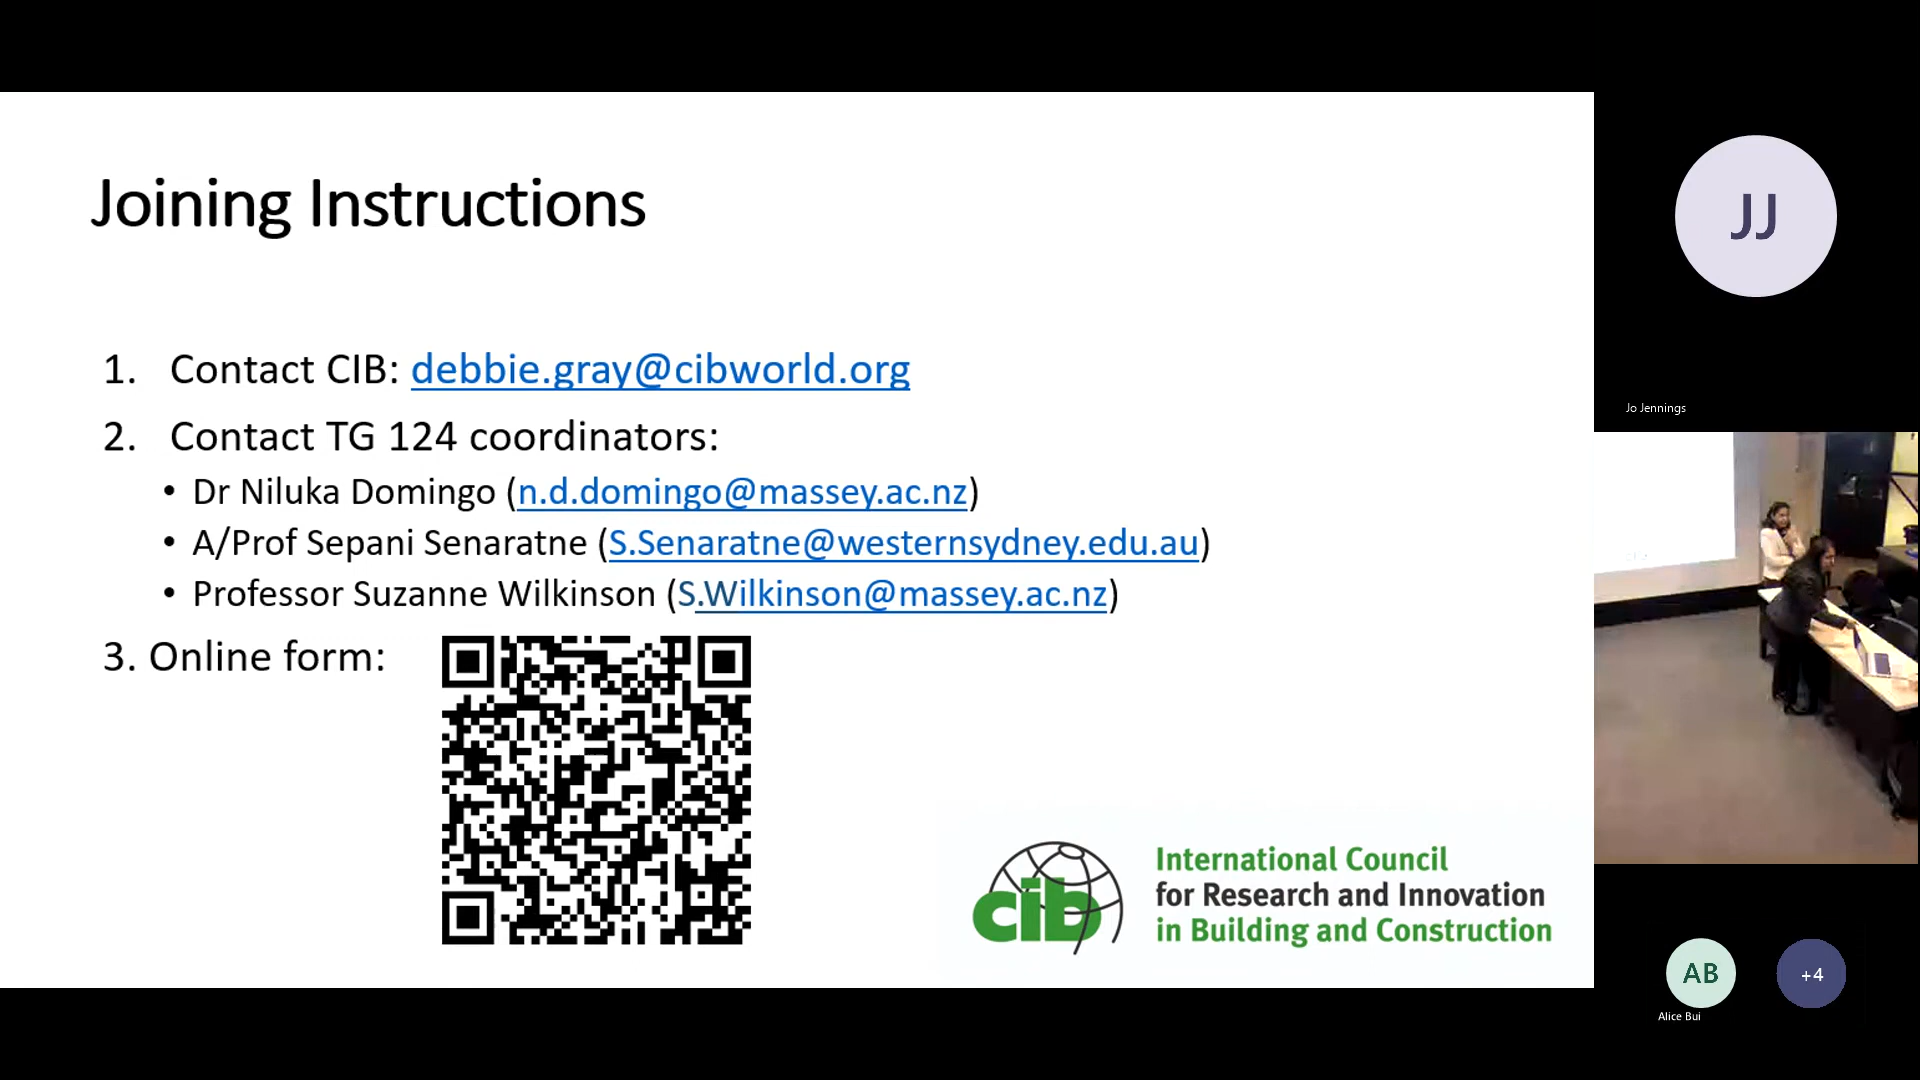 Joining Instructions
1. Contact CIB: debbie.gray@cibworld.org
2. Contact TG 124 coordinators:
• Dr Niluka Domingo (n.d.domingo@massey.ac.nz)
• A/Prof Sepani Senaratne (S.Senaratne@westernsydney.edu.au)
• Professor Suzanne Wilkinson (S.Wilkinson@massey.ac.nz)
3. Online form:
cib
International Council
for Research and Innovation
in Building and Construction
JJ
Jo Jennings
AB
+4
Alice Bui